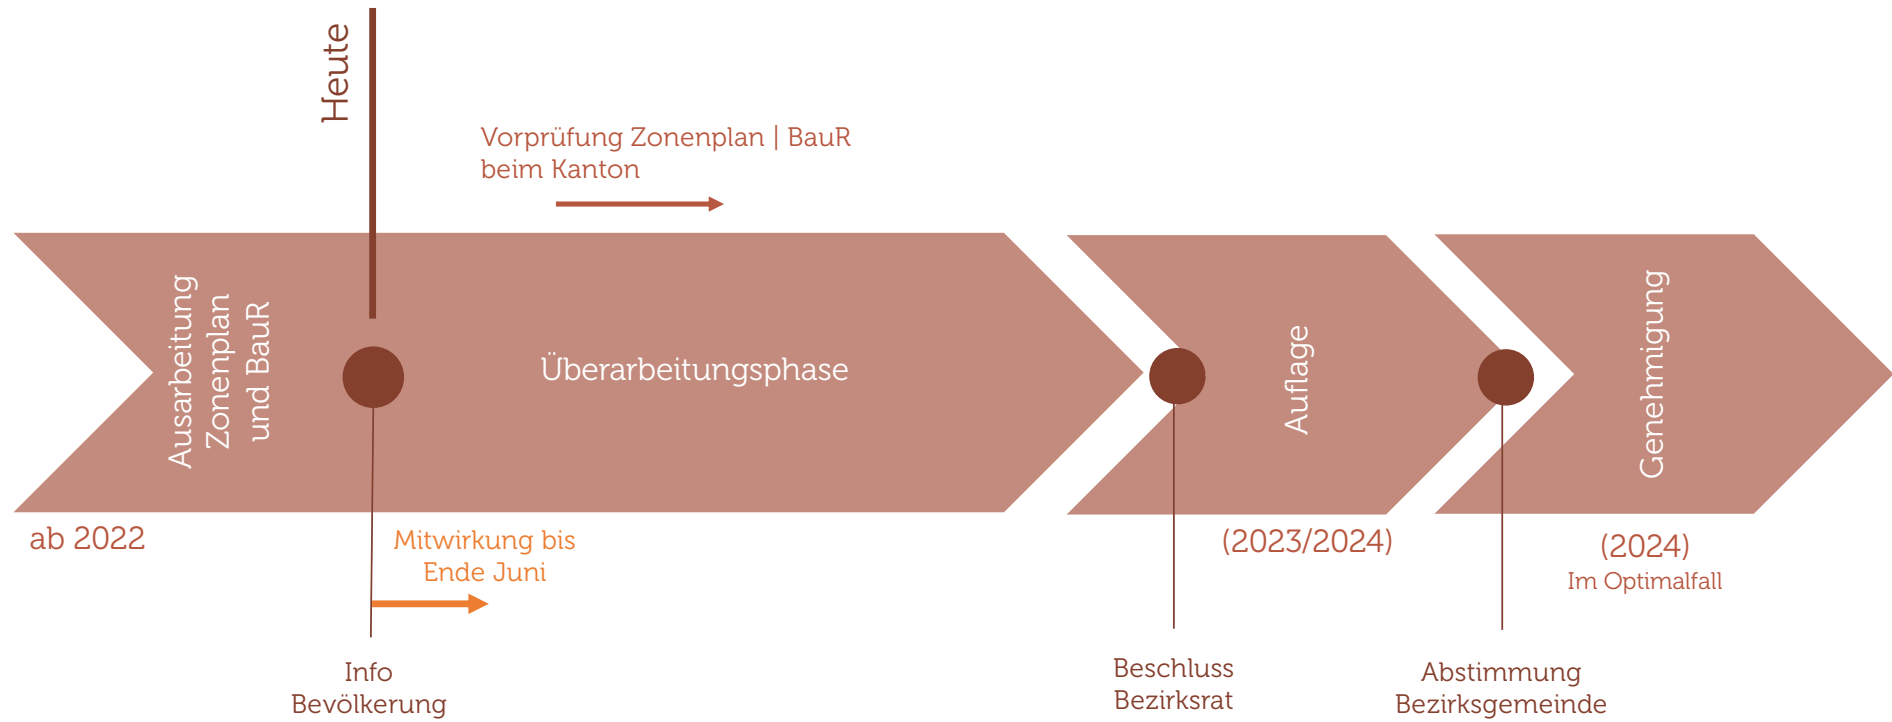 Heute
Vorprüfung Zonenplan | BauR
beim Kanton
Ausarbeitung
Zonenplan
und BauR
Überarbeitungsphase
Auflage
Genehmigung
ab 2022
Mitwirkung bis
Ende Juni
(2023/2024)
(2024)
Im Optimalfall
Info
Bevölkerung
Beschluss
Bezirksrat
Abstimmung
Bezirksgemeinde